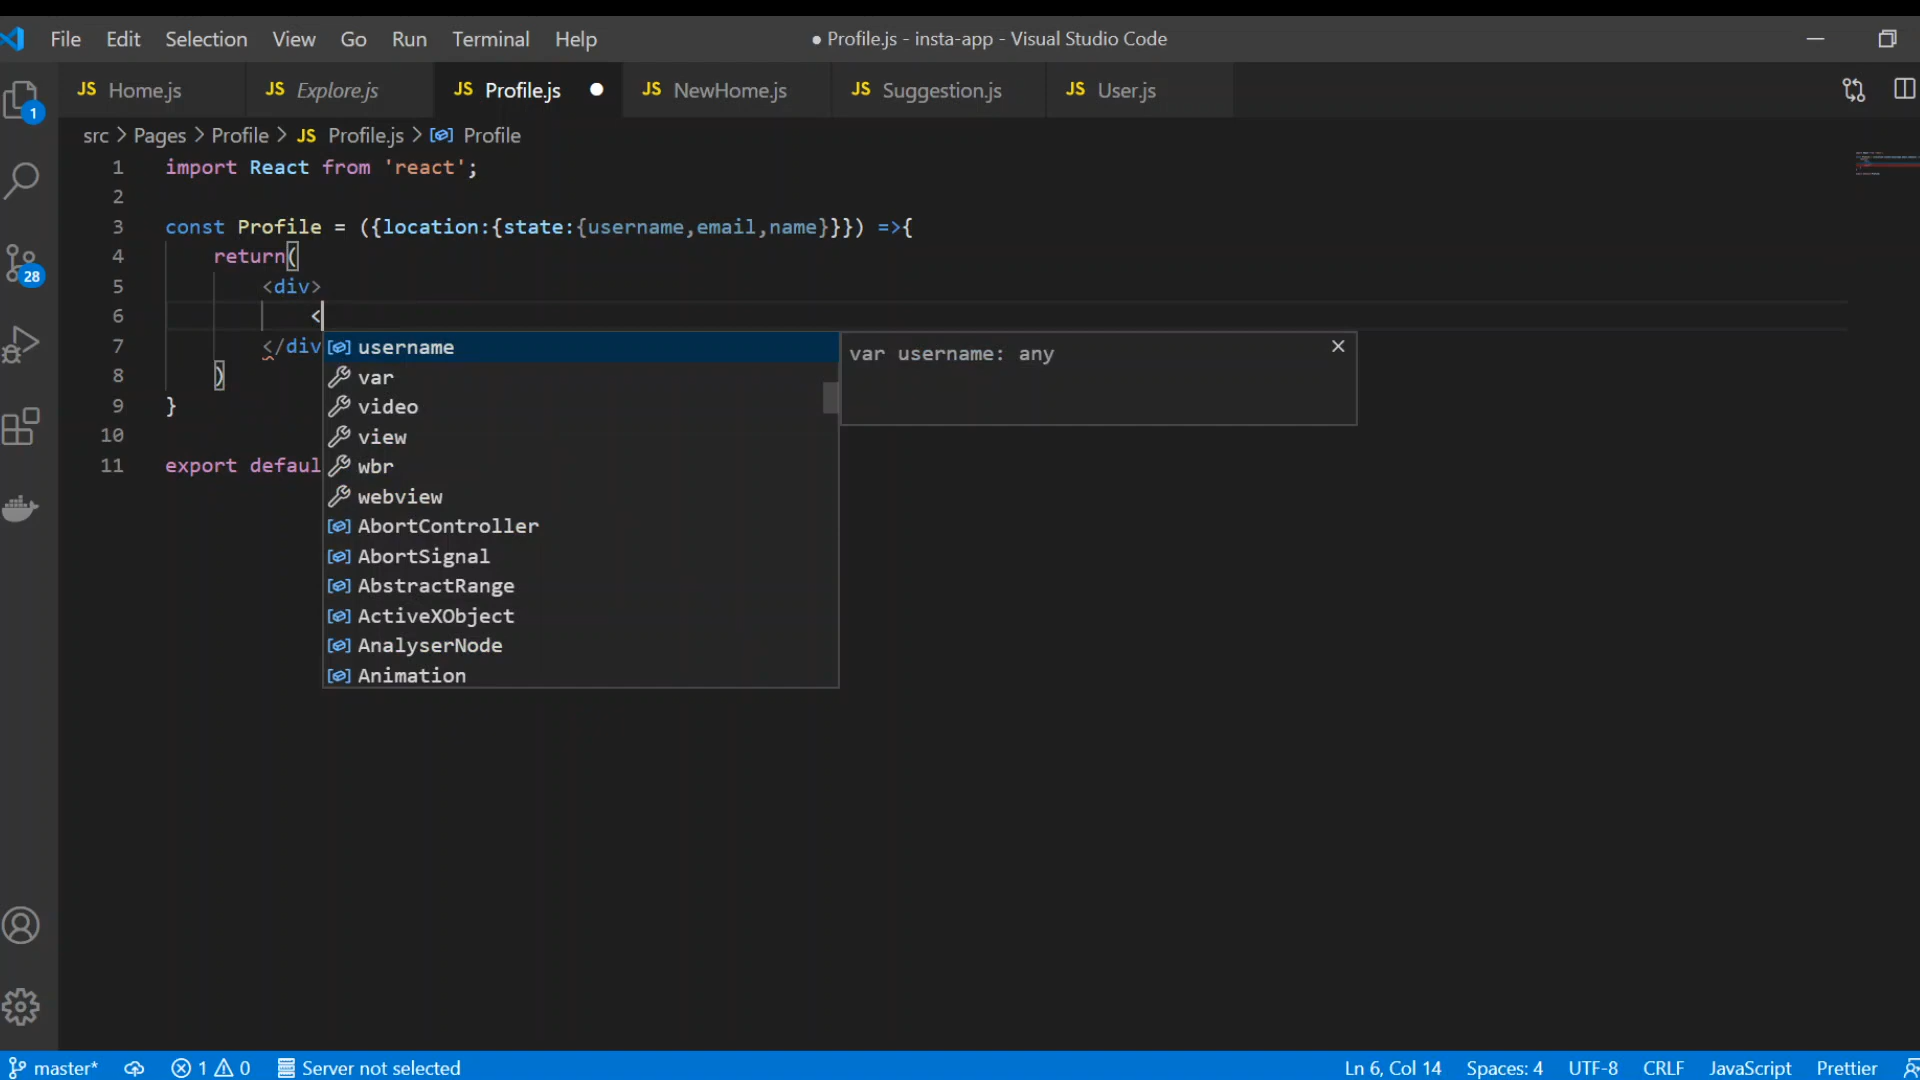 File Edit Selection View Go Run Terminal Help
● Profile.js - insta-app - Visual Studio Code
1
JS Home.js
JS Explore.js
JS Profile.js
JS NewHome.js
JS Suggestion.js
JS User.js
src > Pages > Profile > JS Profile.js > Profile
1 import React from 'react';
2
3 const Profile = ({location:{state:{username,email,name}}}) =>{
4 return(
5 <div>
6 <
7 </div
8 )
9 }
10
11 export defaul
28
username
var
video
view
wbr
webview
AbortController
AbortSignal
AbstractRange
ActiveXObject
AnalyserNode
Animation
var username: any
master* 1 0 Server not selected
Ln 6, Col 14 Spaces: 4 UTF-8 CRLF JavaScript Prettier